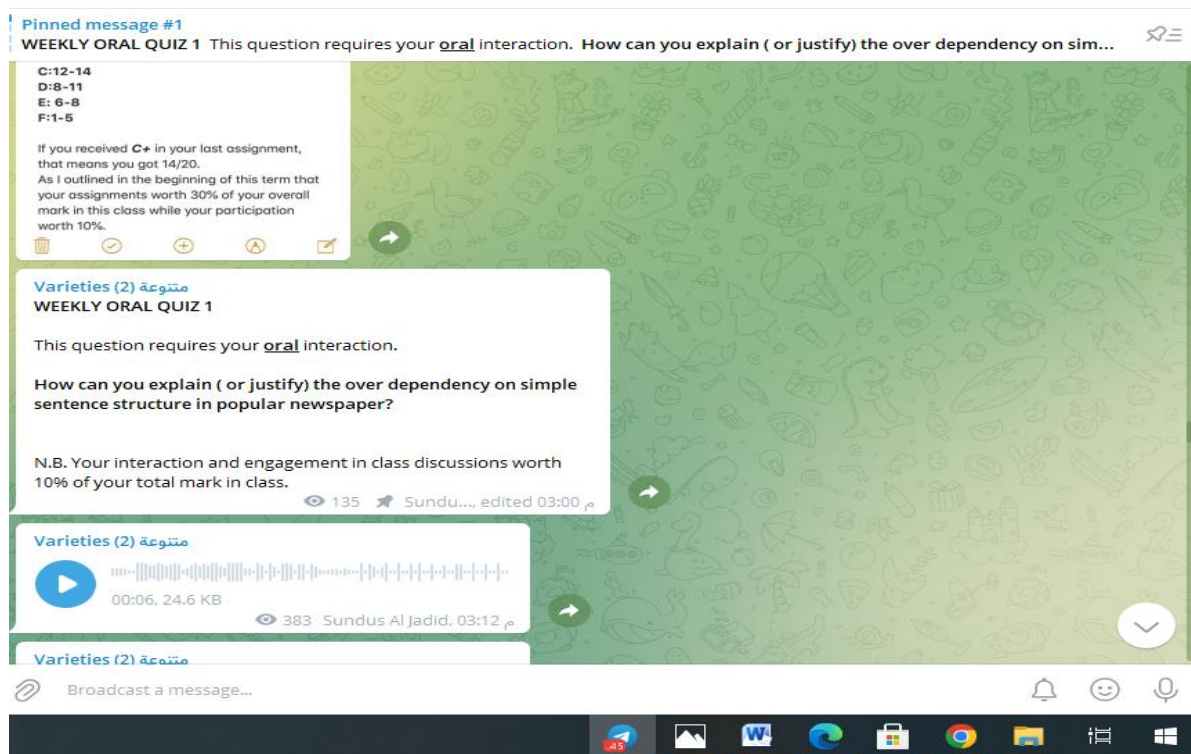 Pinned message #1
WEEKLY ORAL QUIZ 1 This question requires your oral interaction. How can you explain ( or justify) the over dependency on sim...
C:12-14
D:8-11
E: 6-8
F:1-5
If you received C+ in your last assignment,
that means you got 14/20.
As I outlined in the beginning of this term that
your assignments worth 30% of your overall
mark in this class while your participation
worth 10%.
Varieties (2) متنوعة
WEEKLY ORAL QUIZ 1
This question requires your oral interaction.
How can you explain ( or justify) the over dependency on simple
sentence structure in popular newspaper?
N.B. Your interaction and engagement in class discussions worth
10% of your total mark in class.
135 Sundu..., edited 03:00 م
Varieties (2) متنوعة
00:06, 24.6 KB
383 Sundus Al Jadid, 03:12 م
Varieties (2) متنوعة
Broadcast a message...
45